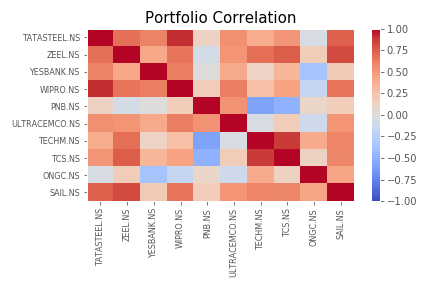 Portfolio Correlation
TATASTEEL.NS
ZEEL.NS
YESBANK.NS
WIPRO.NS
PNB.NS
ULTRACEMCO.NS
TECHM.NS
TCS.NS
ONGC.NS
SAIL.NS
TATASTEEL.NS
ZEEL.NS
YESBANK.NS
WIPRO.NS
PNB.NS
ULTRACEMCO.NS
TECHM.NS
TCS.NS
ONGC.NS
SAIL.NS
1.00
0.75
0.50
0.25
0.00
−0.25
−0.50
−0.75
−1.00